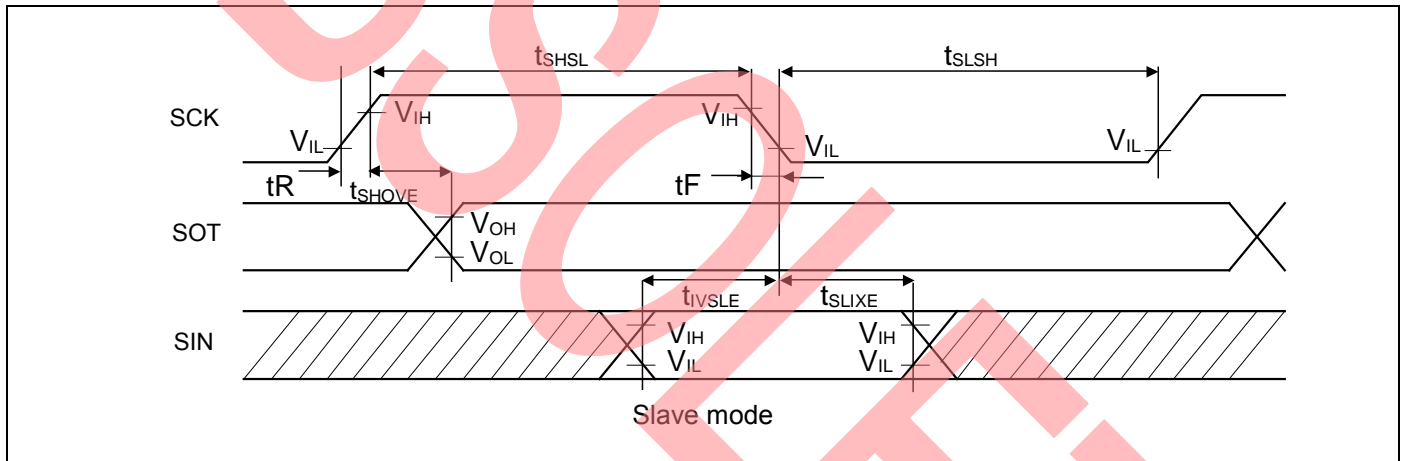 tSHSL tSLSH
SCK VIH VIH
VIL VIL VIL
tR tSHOVE tF
SOT VOH
VOL
tIVSLE tSLIXE
SIN VIH VIH
VIL VIL
Slave mode